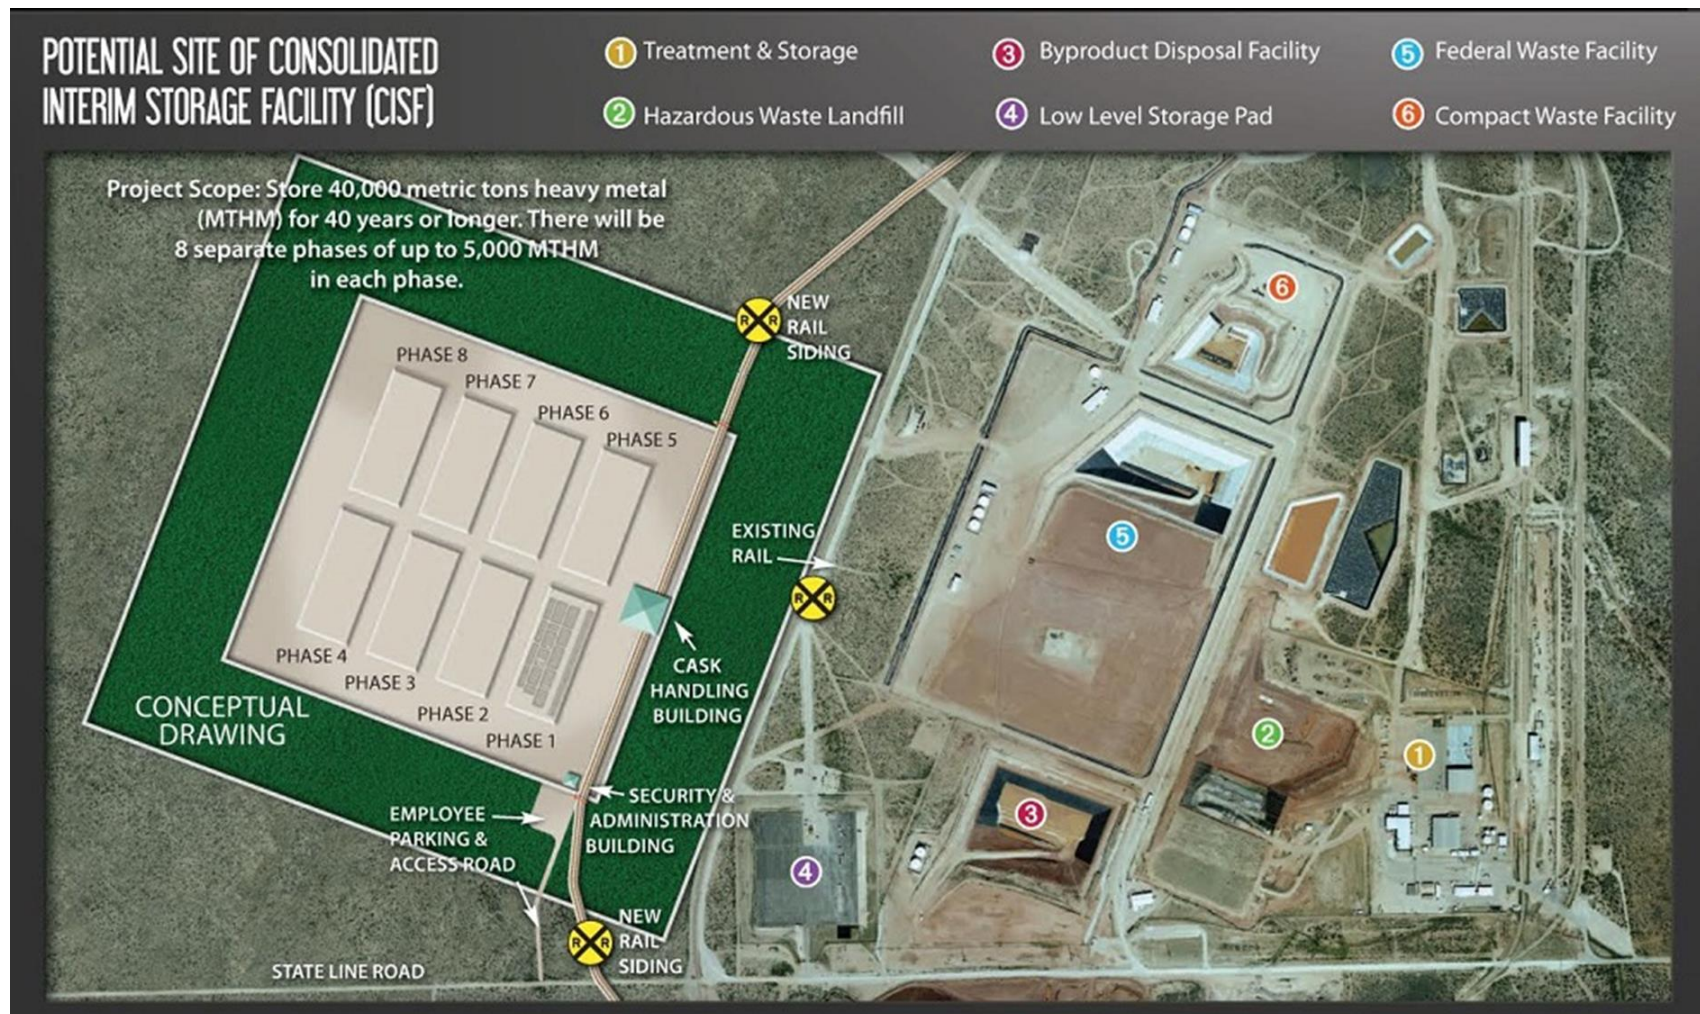 POTENTIAL SITE OF CONSOLIDATED
INTERIM STORAGE FACILITY (CISF)
1 Treatment & Storage
2 Hazardous Waste Landfill
3 Byproduct Disposal Facility
4 Low Level Storage Pad
5 Federal Waste Facility
6 Compact Waste Facility
Project Scope: Store 40,000 metric tons heavy metal
(MTHM) for 40 years or longer. There will be
8 separate phases of up to 5,000 MTHM
in each phase.
R R
NEW
RAIL
SIDING
6
PHASE 8
PHASE 7
PHASE 6
PHASE 5
EXISTING
RAIL
R R
5
PHASE 4
PHASE 3
PHASE 2
PHASE 1
CASK
HANDLING
BUILDING
CONCEPTUAL
DRAWING
2
1
3
4
SECURITY &
ADMINISTRATION
BUILDING
EMPLOYEE
PARKING &
ACCESS ROAD
R R
NEW
RAIL
SIDING
STATE LINE ROAD